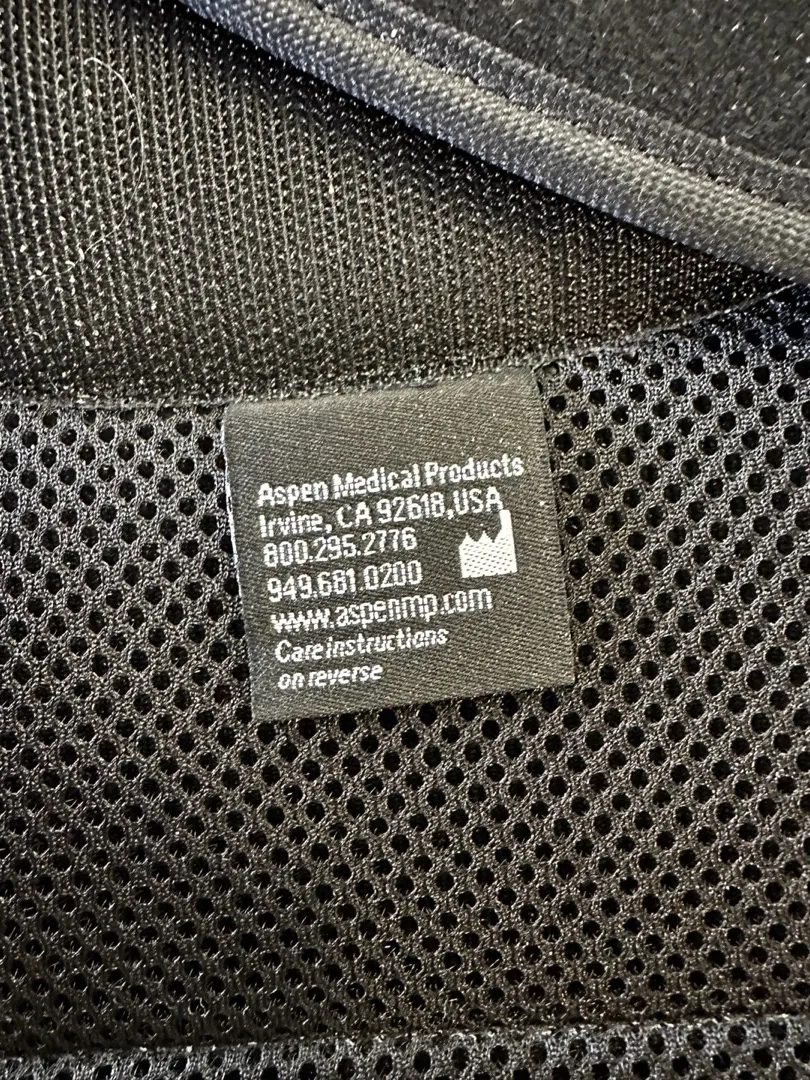 Aspen Medical Products
Irvine, CA 92618,USA
800.295.2776
949.681.0200
www.aspenmp.com
Care instructions
on reverse